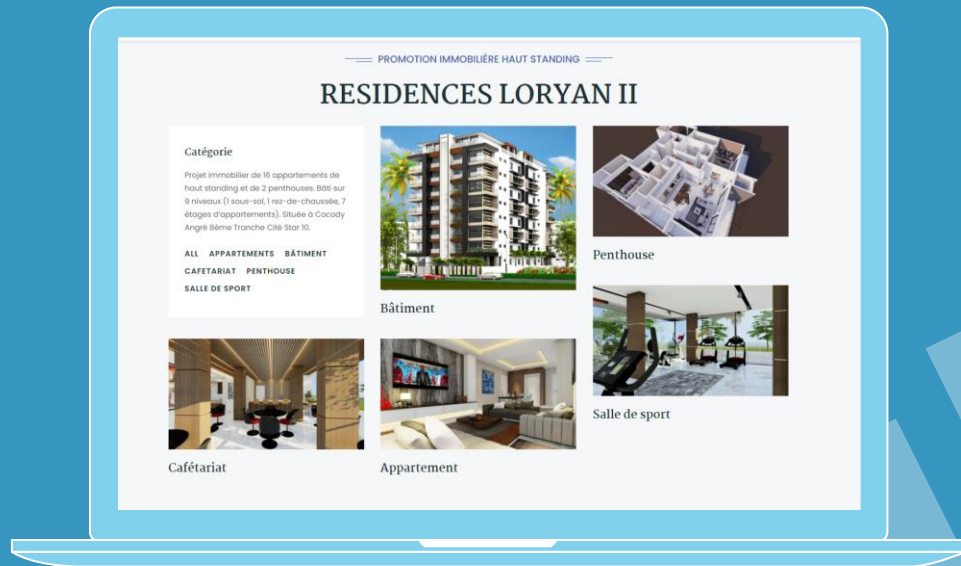 PROMOTION IMMOBILIÈRE HAUT STANDING
RESIDENCES LORYAN II
Catégorie
Projet immobilier de 16 appartements de
haut standing et de 2 penthouses. Bâti sur
9 niveaux (1 sous-sol, 1 rez-de-chaussée, 7
étages d'appartements). Située à Cocody
Angré 8ème Tranche Cité Star 10.
ALL APPARTEMENTS BÂTIMENT
CAFETARIAT PENTHOUSE
SALLE DE SPORT
Bâtiment
Penthouse
Salle de sport
Cafétariat
Appartement